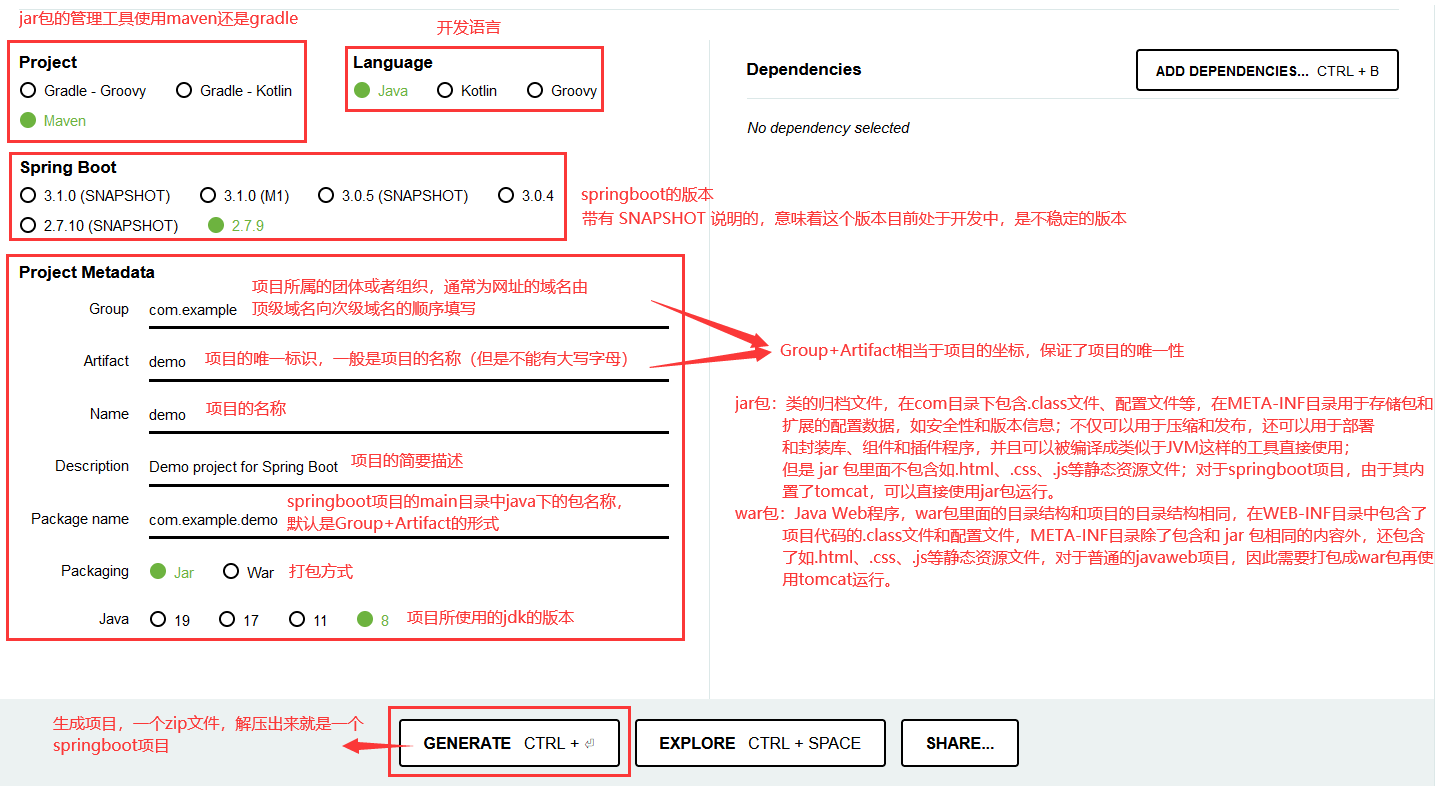 jar包的管理工具使用maven还是gradle
开发语言
Project
Gradle - Groovy Gradle - Kotlin
Maven
Language
Java Kotlin Groovy
Dependencies
ADD DEPENDENCIES... CTRL + B
No dependency selected
Spring Boot
3.1.0 (SNAPSHOT) 3.1.0 (M1) 3.0.5 (SNAPSHOT) 3.0.4
2.7.10 (SNAPSHOT) 2.7.9
springboot的版本
带有 SNAPSHOT 说明的，意味着这个版本目前处于开发中，是不稳定的版本
Project Metadata
Group com.example
项目所属的团体或者组织，通常为网址的域名由
顶级域名向次级域名的顺序填写
Artifact demo 项目的唯一标识，一般是项目的名称（但是不能有大写字母）
Group+Artifact相当于项目的坐标，保证了项目的唯一性
Name demo 项目的名称
Description Demo project for Spring Boot 项目的简要描述
Package name com.example.demo
springboot项目的main目录中java下的包名称，
默认是Group+Artifact的形式
Packaging Jar War 打包方式
Java 19 17 11 8 项目所使用的jdk的版本
jar包：类的归档文件，在com目录下包含.class文件、配置文件等，在META-INF目录用于存储包和
扩展的配置数据，如安全性和版本信息；不仅可以用于压缩和发布，还可以用于部署
和封装库、组件和插件程序，并且可以被编译成类似于JVM这样的工具直接使用；
但是 jar 包里面不包含如.html、.css、.js等静态资源文件；对于springboot项目，由于其内
置了tomcat，可以直接使用jar包运行。
war包：Java Web程序，war包里面的目录结构和项目的目录结构相同，在WEB-INF目录中包含了
项目代码的.class文件和配置文件，META-INF目录除了包含和 jar 包相同的内容外，还包含
了如.html、.css、.js等静态资源文件，对于普通的javaweb项目，因此需要打包成war包再使
用tomcat运行。
生成项目，一个zip文件，解压出来就是一个
springboot项目
GENERATE CTRL + ⏎
EXPLORE CTRL + SPACE
SHARE...